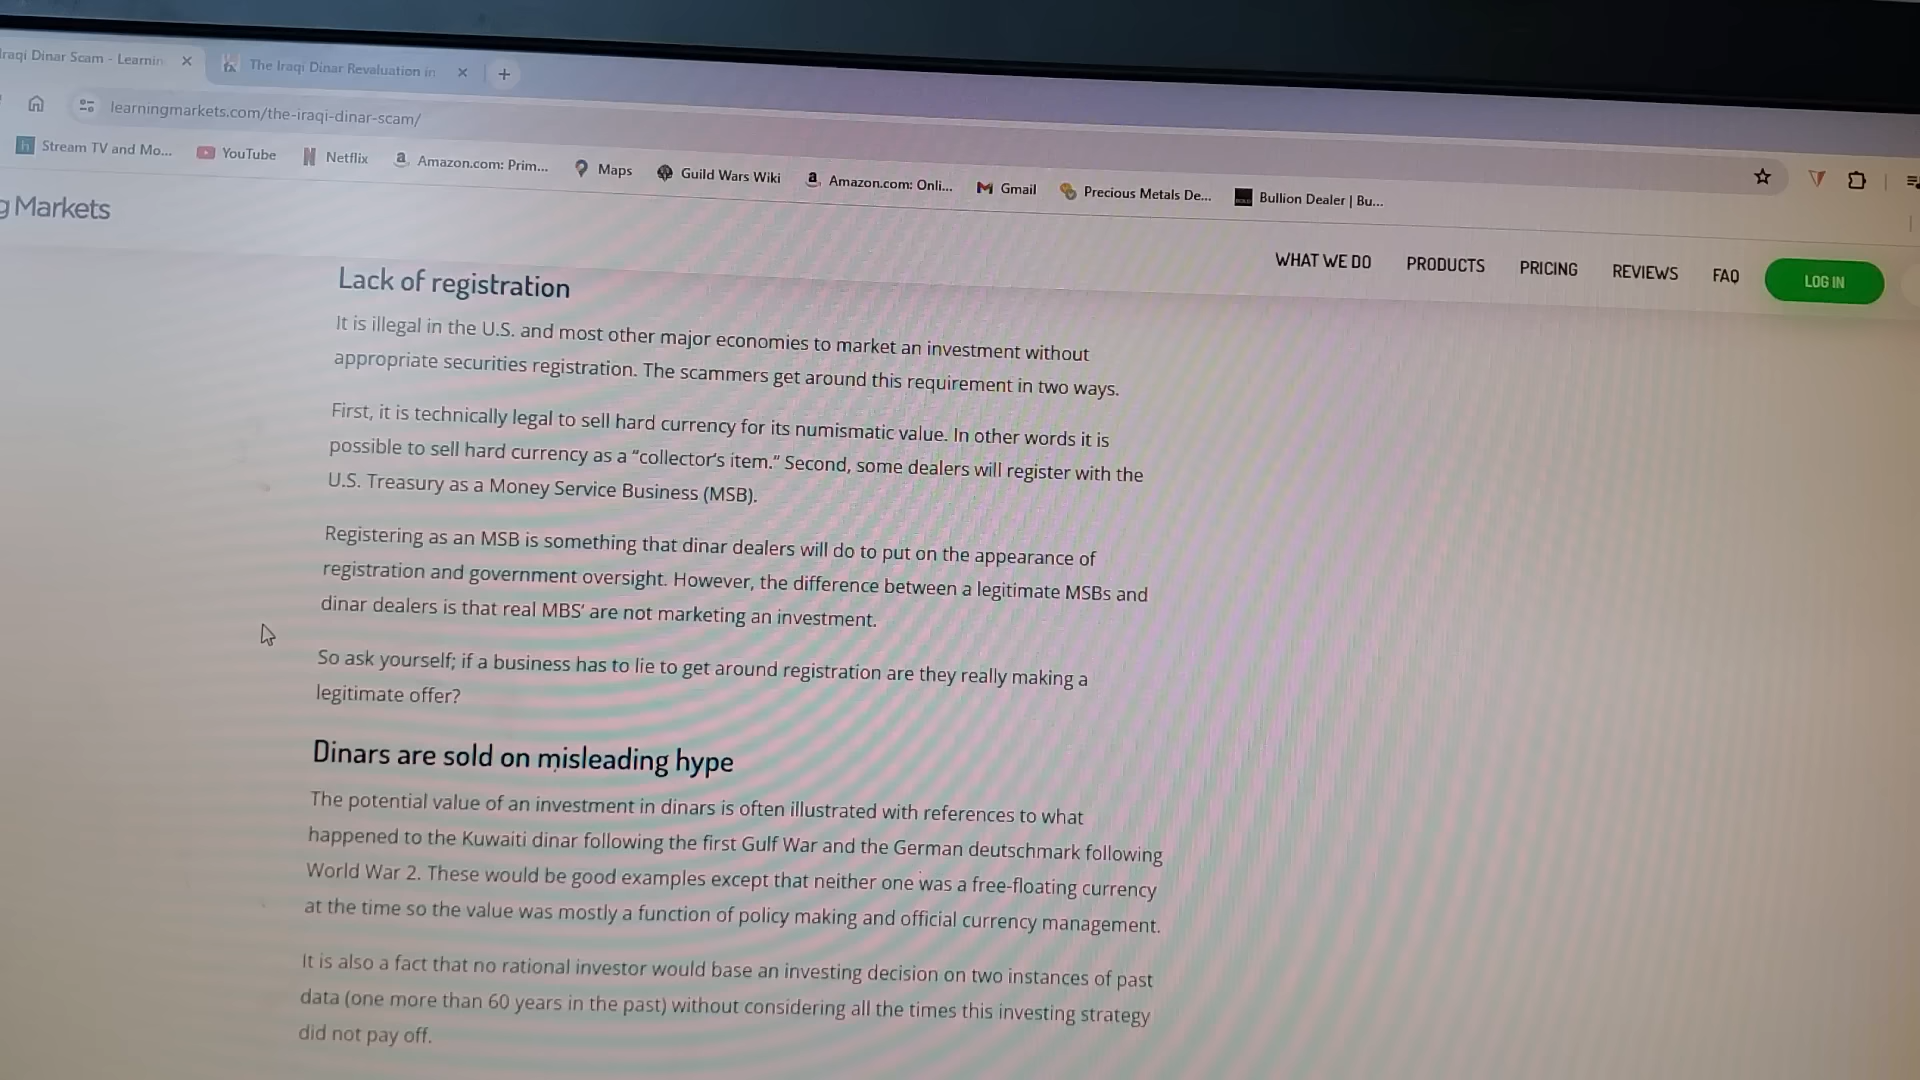 Iraqi Dinar Scam - Learnin
The Iraqi Dinar Revaluation in
learningmarkets.com/the-iraqi-dinar-scam/
Stream TV and Mo...
YouTube
Netflix
Amazon.com: Prim...
Maps
Guild Wars Wiki
Amazon.com: Onli...
Gmail
Precious Metals De...
Bullion Dealer | Bu...
g Markets
WHAT WE DO
PRODUCTS
PRICING
REVIEWS
FAQ
LOG IN
Lack of registration
It is illegal in the U.S. and most other major economies to market an investment without
appropriate securities registration. The scammers get around this requirement in two ways.
First, it is technically legal to sell hard currency for its numismatic value. In other words it is
possible to sell hard currency as a “collector’s item.” Second, some dealers will register with the
U.S. Treasury as a Money Service Business (MSB).
Registering as an MSB is something that dinar dealers will do to put on the appearance of
registration and government oversight. However, the difference between a legitimate MSBs and
dinar dealers is that real MBS’ are not marketing an investment.
So ask yourself; if a business has to lie to get around registration are they really making a
legitimate offer?
Dinars are sold on misleading hype
The potential value of an investment in dinars is often illustrated with references to what
happened to the Kuwaiti dinar following the first Gulf War and the German deutschmark following
World War 2. These would be good examples except that neither one was a free-floating currency
at the time so the value was mostly a function of policy making and official currency management.
It is also a fact that no rational investor would base an investing decision on two instances of past
data (one more than 60 years in the past) without considering all the times this investing strategy
did not pay off.